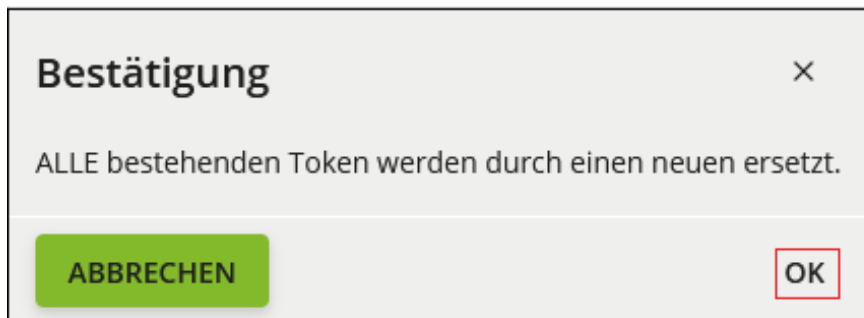 Bestätigung
ALLE bestehenden Token werden durch einen neuen ersetzt.
ABBRECHEN
OK